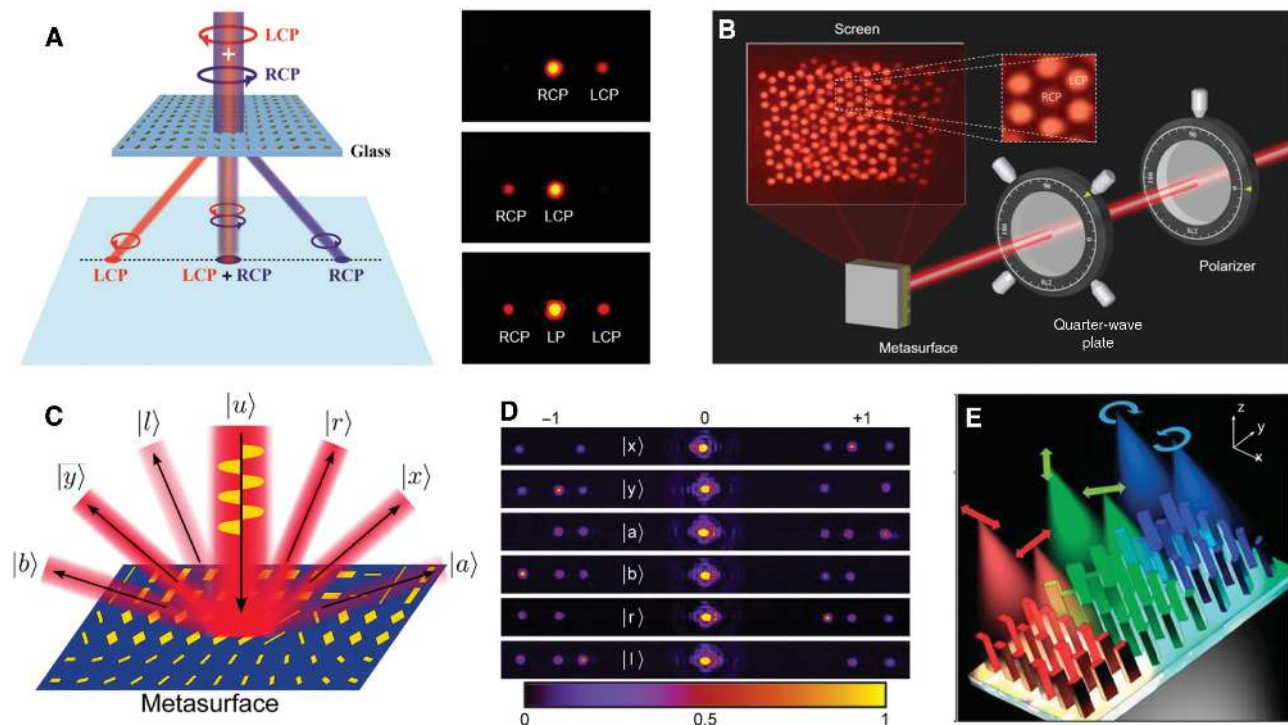 A
LCP
+
RCP
Glass
LCP
LCP + RCP
RCP
RCP LCP
RCP LCP
RCP LP LCP
B
Screen
LCP
RCP
Polarizer
Quarter-wave
plate
Metasurface
C
|u⟩
|l⟩
|r⟩
|y⟩
|x⟩
|b⟩
|a⟩
Metasurface
D
−1 0 +1
|x⟩
|y⟩
|a⟩
|b⟩
|r⟩
|l⟩
0 0.5 1
E
z
y
x